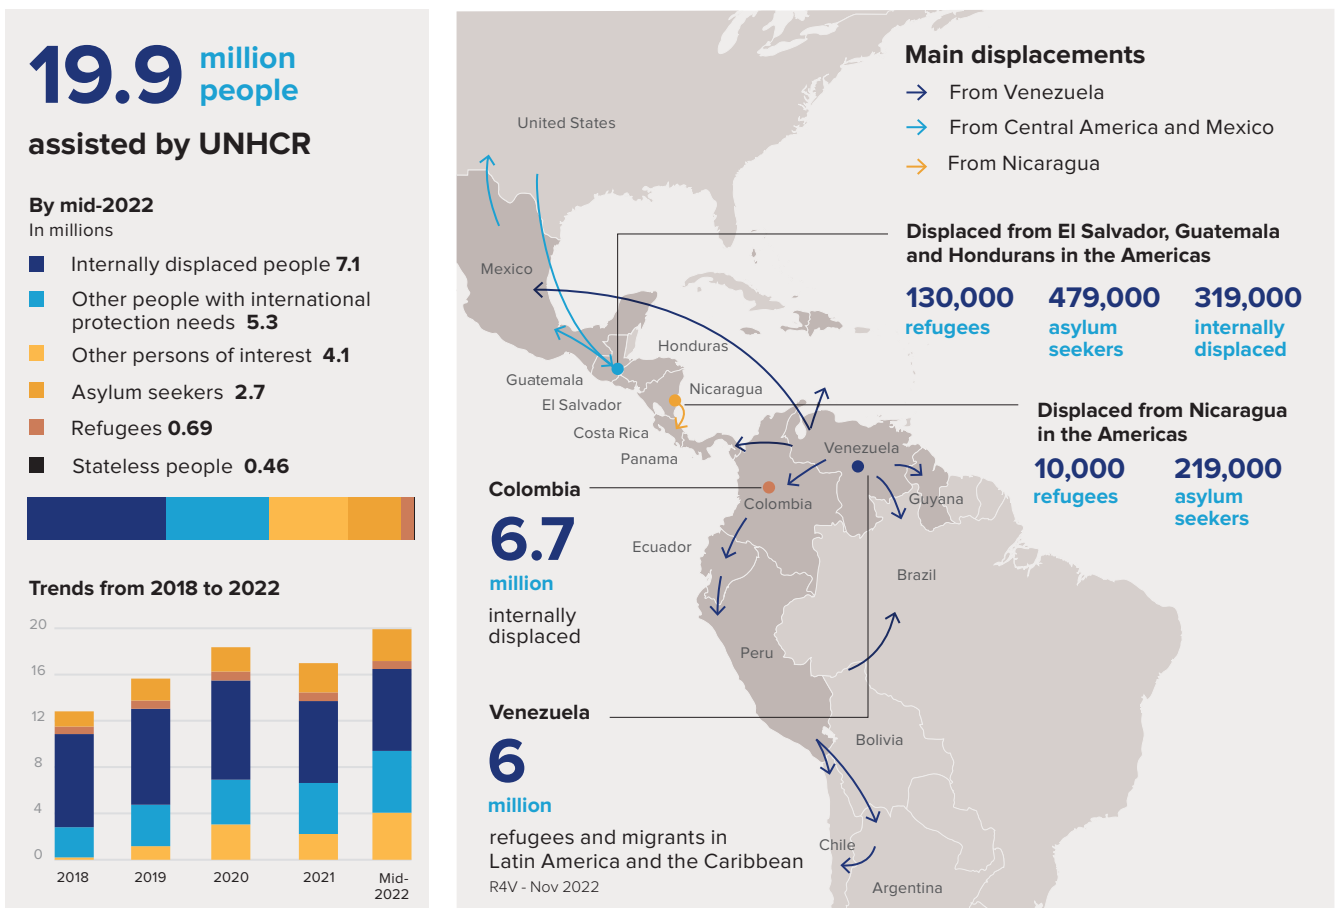 19.9 million
people
assisted by UNHCR
By mid-2022
In millions
Internally displaced people 7.1
Other people with international
protection needs 5.3
Other persons of interest 4.1
Asylum seekers 2.7
Refugees 0.69
Stateless people 0.46
Trends from 2018 to 2022
20
16
12
8
4
0
2018
2019
2020
2021
Mid-
2022
Main displacements
From Venezuela
From Central America and Mexico
From Nicaragua
United States
Mexico
Honduras
Guatemala
Nicaragua
El Salvador
Costa Rica
Panama
Venezuela
Guyana
Colombia
Ecuador
Brazil
Peru
Bolivia
Chile
Argentina
Displaced from El Salvador, Guatemala
and Hondurans in the Americas
130,000
refugees
479,000
asylum
seekers
319,000
internally
displaced
Displaced from Nicaragua
in the Americas
10,000
refugees
219,000
asylum
seekers
Colombia
6.7
million
internally
displaced
Venezuela
6
million
refugees and migrants in
Latin America and the Caribbean
R4V - Nov 2022